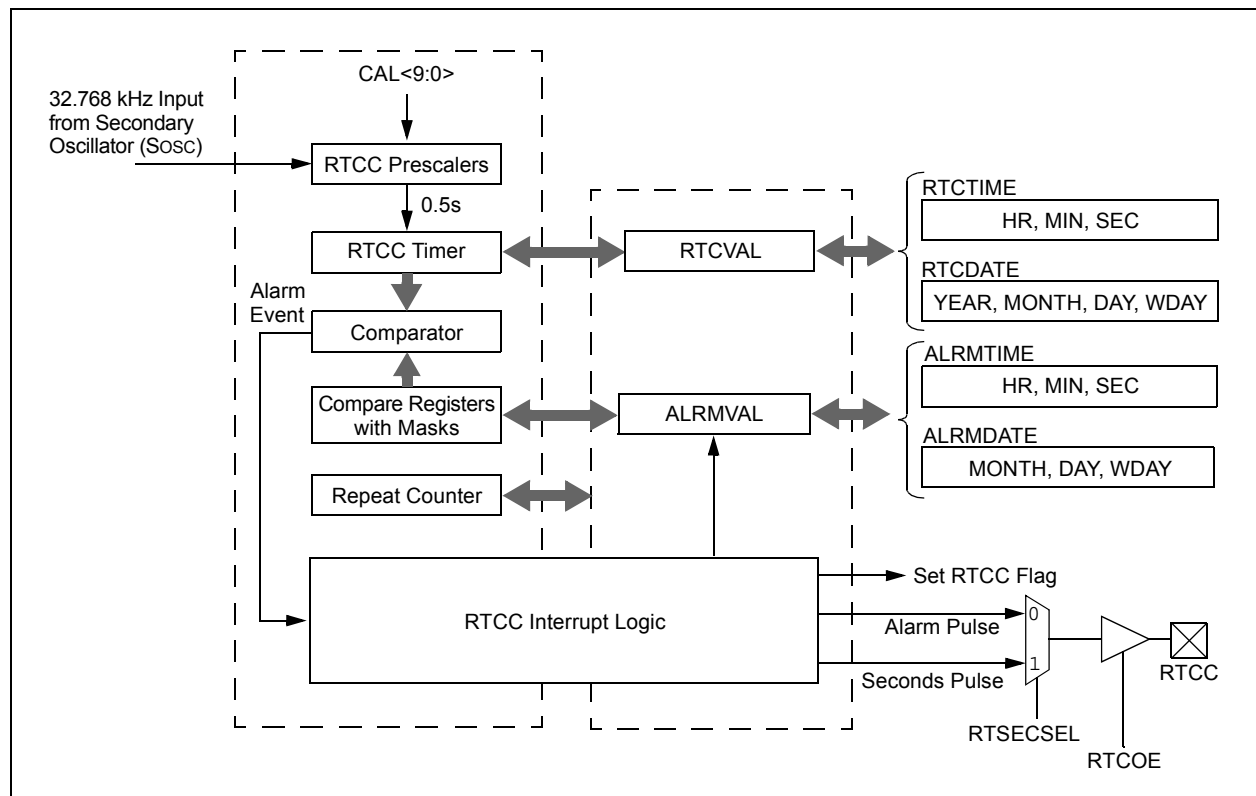 CAL<9:0>
32.768 kHz Input
from Secondary
Oscillator (SOSC)
RTCC Prescalers
0.5s
RTCC Timer
Alarm
Event
Comparator
Compare Registers
with Masks
Repeat Counter
RTCC Interrupt Logic
RTCVAL
ALRMVAL
RTCTIME
HR, MIN, SEC
RTCDATE
YEAR, MONTH, DAY, WDAY
ALRMTIME
HR, MIN, SEC
ALRMDATE
MONTH, DAY, WDAY
Set RTCC Flag
Alarm Pulse
0
Seconds Pulse
1
RTSECSEL
RTCOE
RTCC